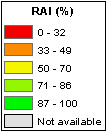 RAI (%)
0 - 32
33 - 49
50 - 70
71 - 86
87 - 100
Not available